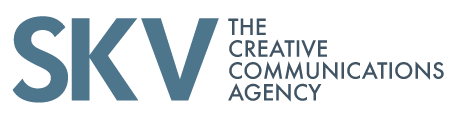 SKV
THE
CREATIVE
COMMUNICATIONS
AGENCY